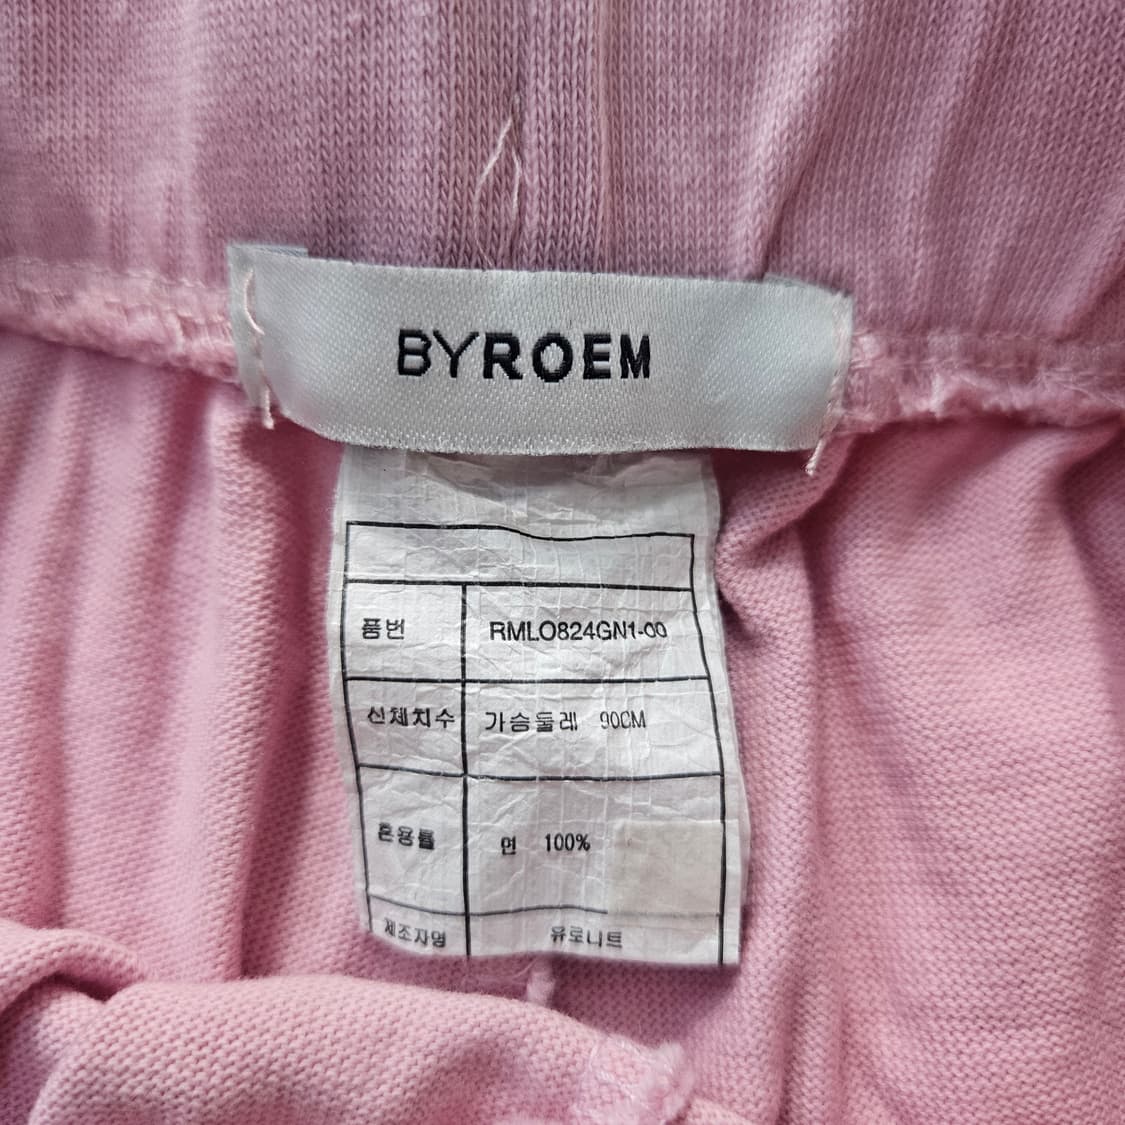 BYROEM
품번 RMLO824GN1-00
신체치수 가슴둘레 90CM
혼용률 면 100%
제조자명 유로니트